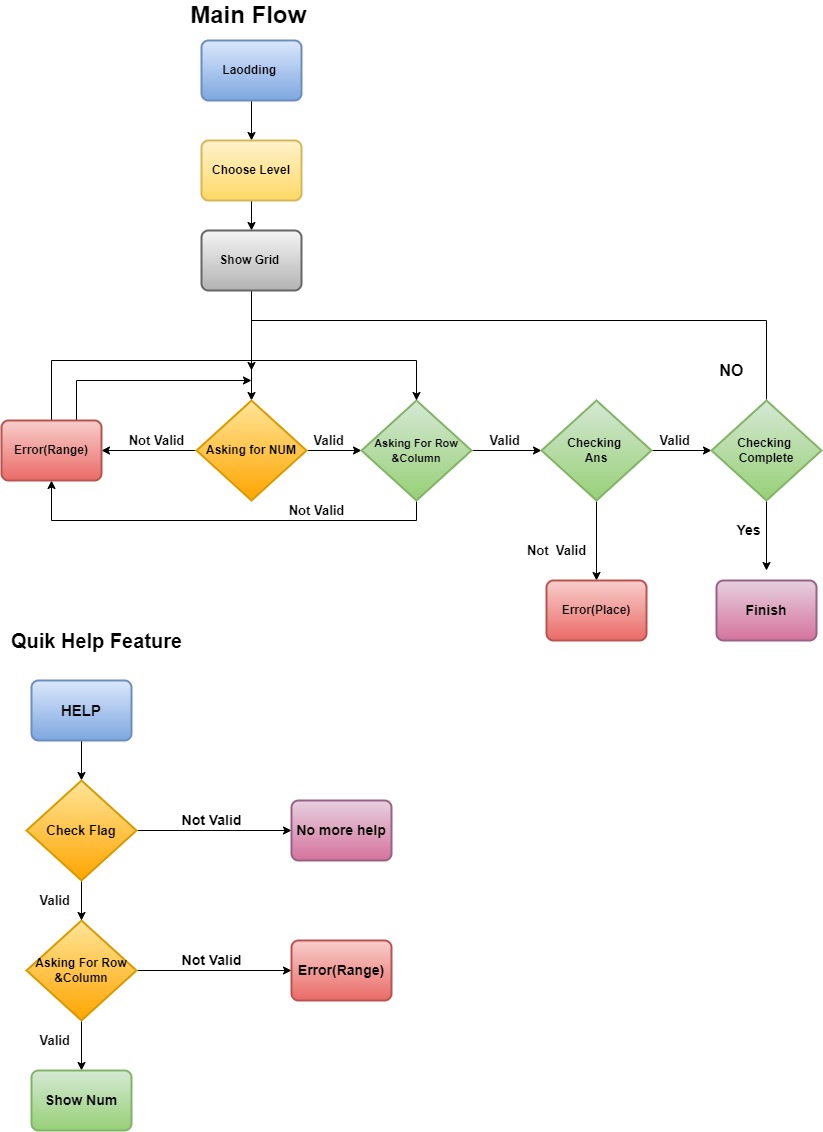 Main Flow
Laodding
Choose Level
Show Grid
NO
Error(Range)
Not Valid
Asking for NUM
Valid
Asking For Row
&Column
Valid
Checking
Ans
Valid
Checking
Complete
Not Valid
Not  Valid
Yes
Error(Place)
Finish
Quik Help Feature
HELP
Check Flag
Not Valid
No more help
Valid
Asking For Row
&Column
Not Valid
Error(Range)
Valid
Show Num